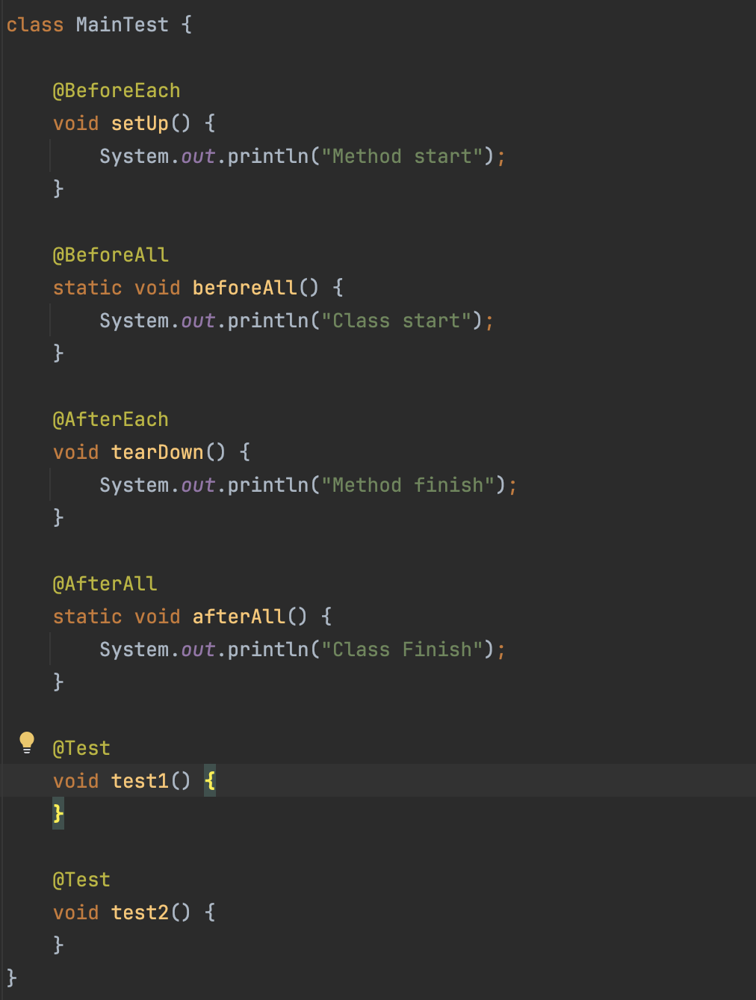 class MainTest {
@BeforeEach
void setUp() {
System.out.println("Method start");
}
@BeforeAll
static void beforeAll() {
System.out.println("Class start");
}
@AfterEach
void tearDown() {
System.out.println("Method finish");
}
@AfterAll
static void afterAll() {
System.out.println("Class Finish");
}
@Test
void test1() {
}
@Test
void test2() {
}
}